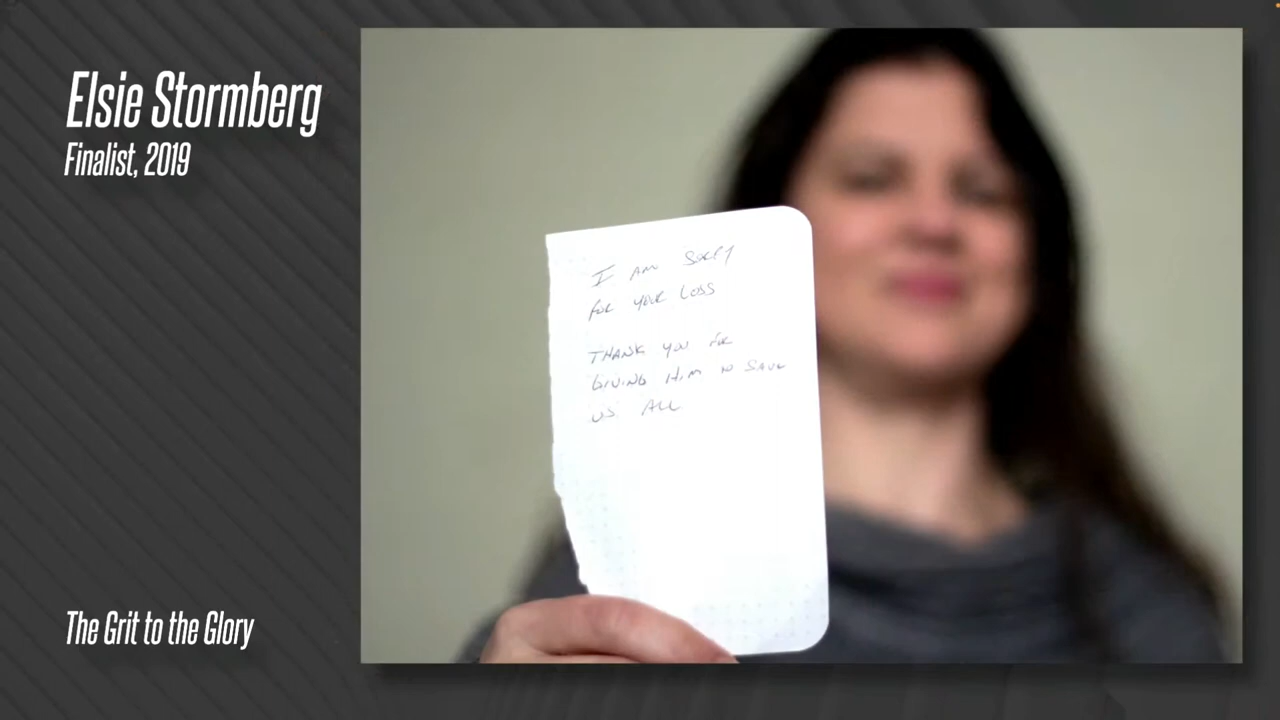 Elsie Stormberg
Finalist, 2019
I AM SORRY
FOR YOUR LOSS
THANK YOU FOR
GIVING HIM TO SAVE
US ALL
The Grit to the Glory